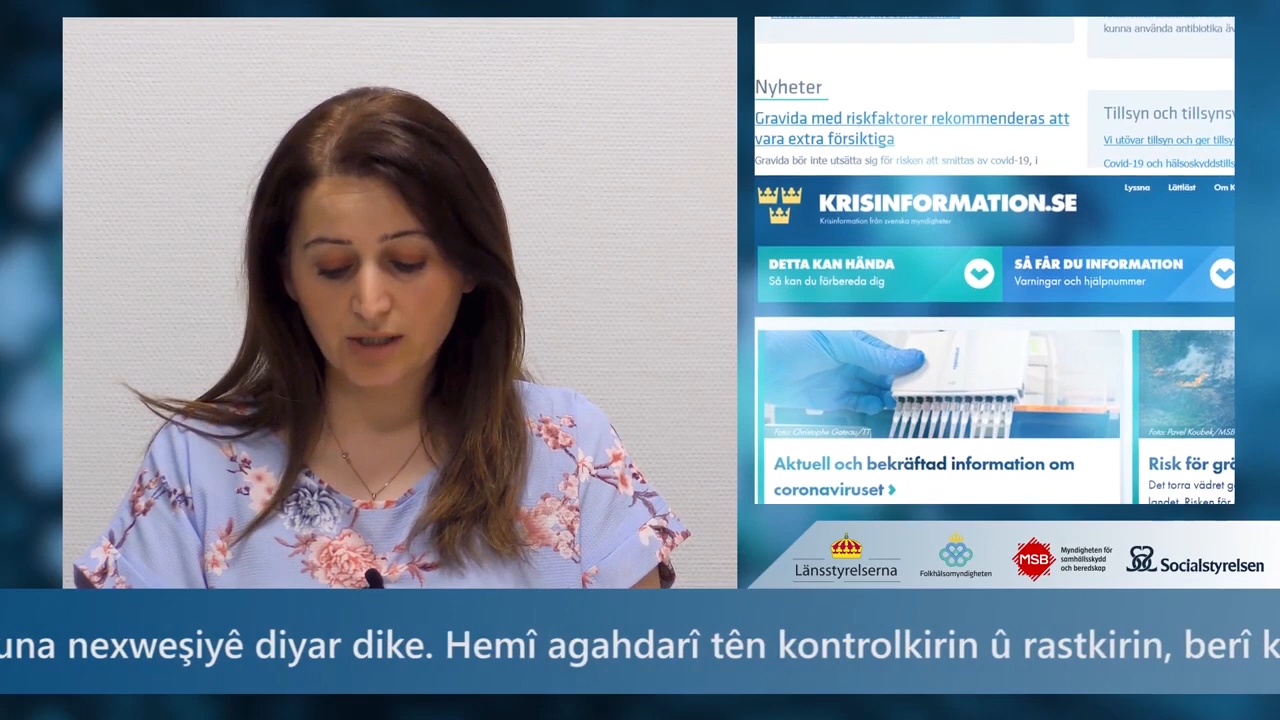 kunna använda antibiotika äv
Nyheter
Gravida med riskfaktorer rekommenderas att
vara extra försiktiga
Gravida bör inte utsätta sig för risken att smittas av covid-19, i
Tillsyn och tillsynsv
Vi utövar tillsyn och ger tillsy
Covid-19 och hälsoskyddstills
Lyssna Lättläst Om K
KRISINFORMATION.SE
Krisinformation från svenska myndigheter
DETTA KAN HÄNDA
Så kan du förbereda dig
SÅ FÅR DU INFORMATION
Varningar och hjälpnummer
Foto: Christophe Gateau/TT
Foto: Pavel Koubek/MSB
Aktuell och bekräftad information om
coronaviruset
Risk för grä
Det torra vädret g
landet. Risken för
Länsstyrelserna
Folkhälsomyndigheten
MSB
Myndigheten för
samhällsskydd
och beredskap
Socialstyrelsen
una nexweşiyê diyar dike. Hemî agahdarî tên kontrolkirin û rastkirin, berî k